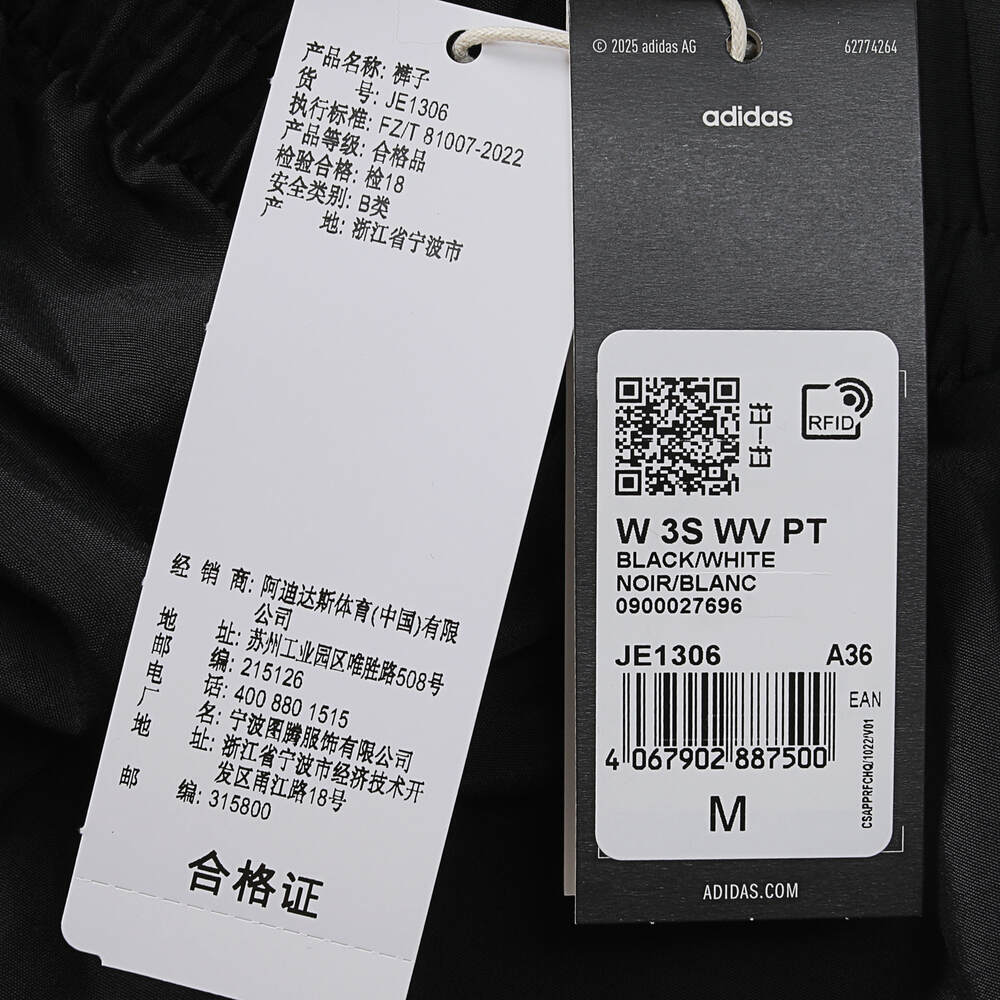 产品名称: 裤子
货 号: JE1306
执行标准: FZ/T 81007-2022
产品等级: 合格品
检验合格: 检18
安全类别: B类
产 地: 浙江省宁波市
经 销 商: 阿迪达斯体育(中国)有限
公司
地 址: 苏州工业园区唯胜路508号
邮 编: 215126
电 话: 400 880 1515
厂 名: 宁波图腾服饰有限公司
地 址: 浙江省宁波市经济技术开
发区甬江路18号
邮 编: 315800
合格证
© 2025 adidas AG
62774264
adidas
RFID
W 3S WV PT
BLACK/WHITE
NOIR/BLANC
0900027696
JE1306 A36
EAN
4 067902 887500
CSAPPRFCHQ/1022/V01
M
ADIDAS.COM